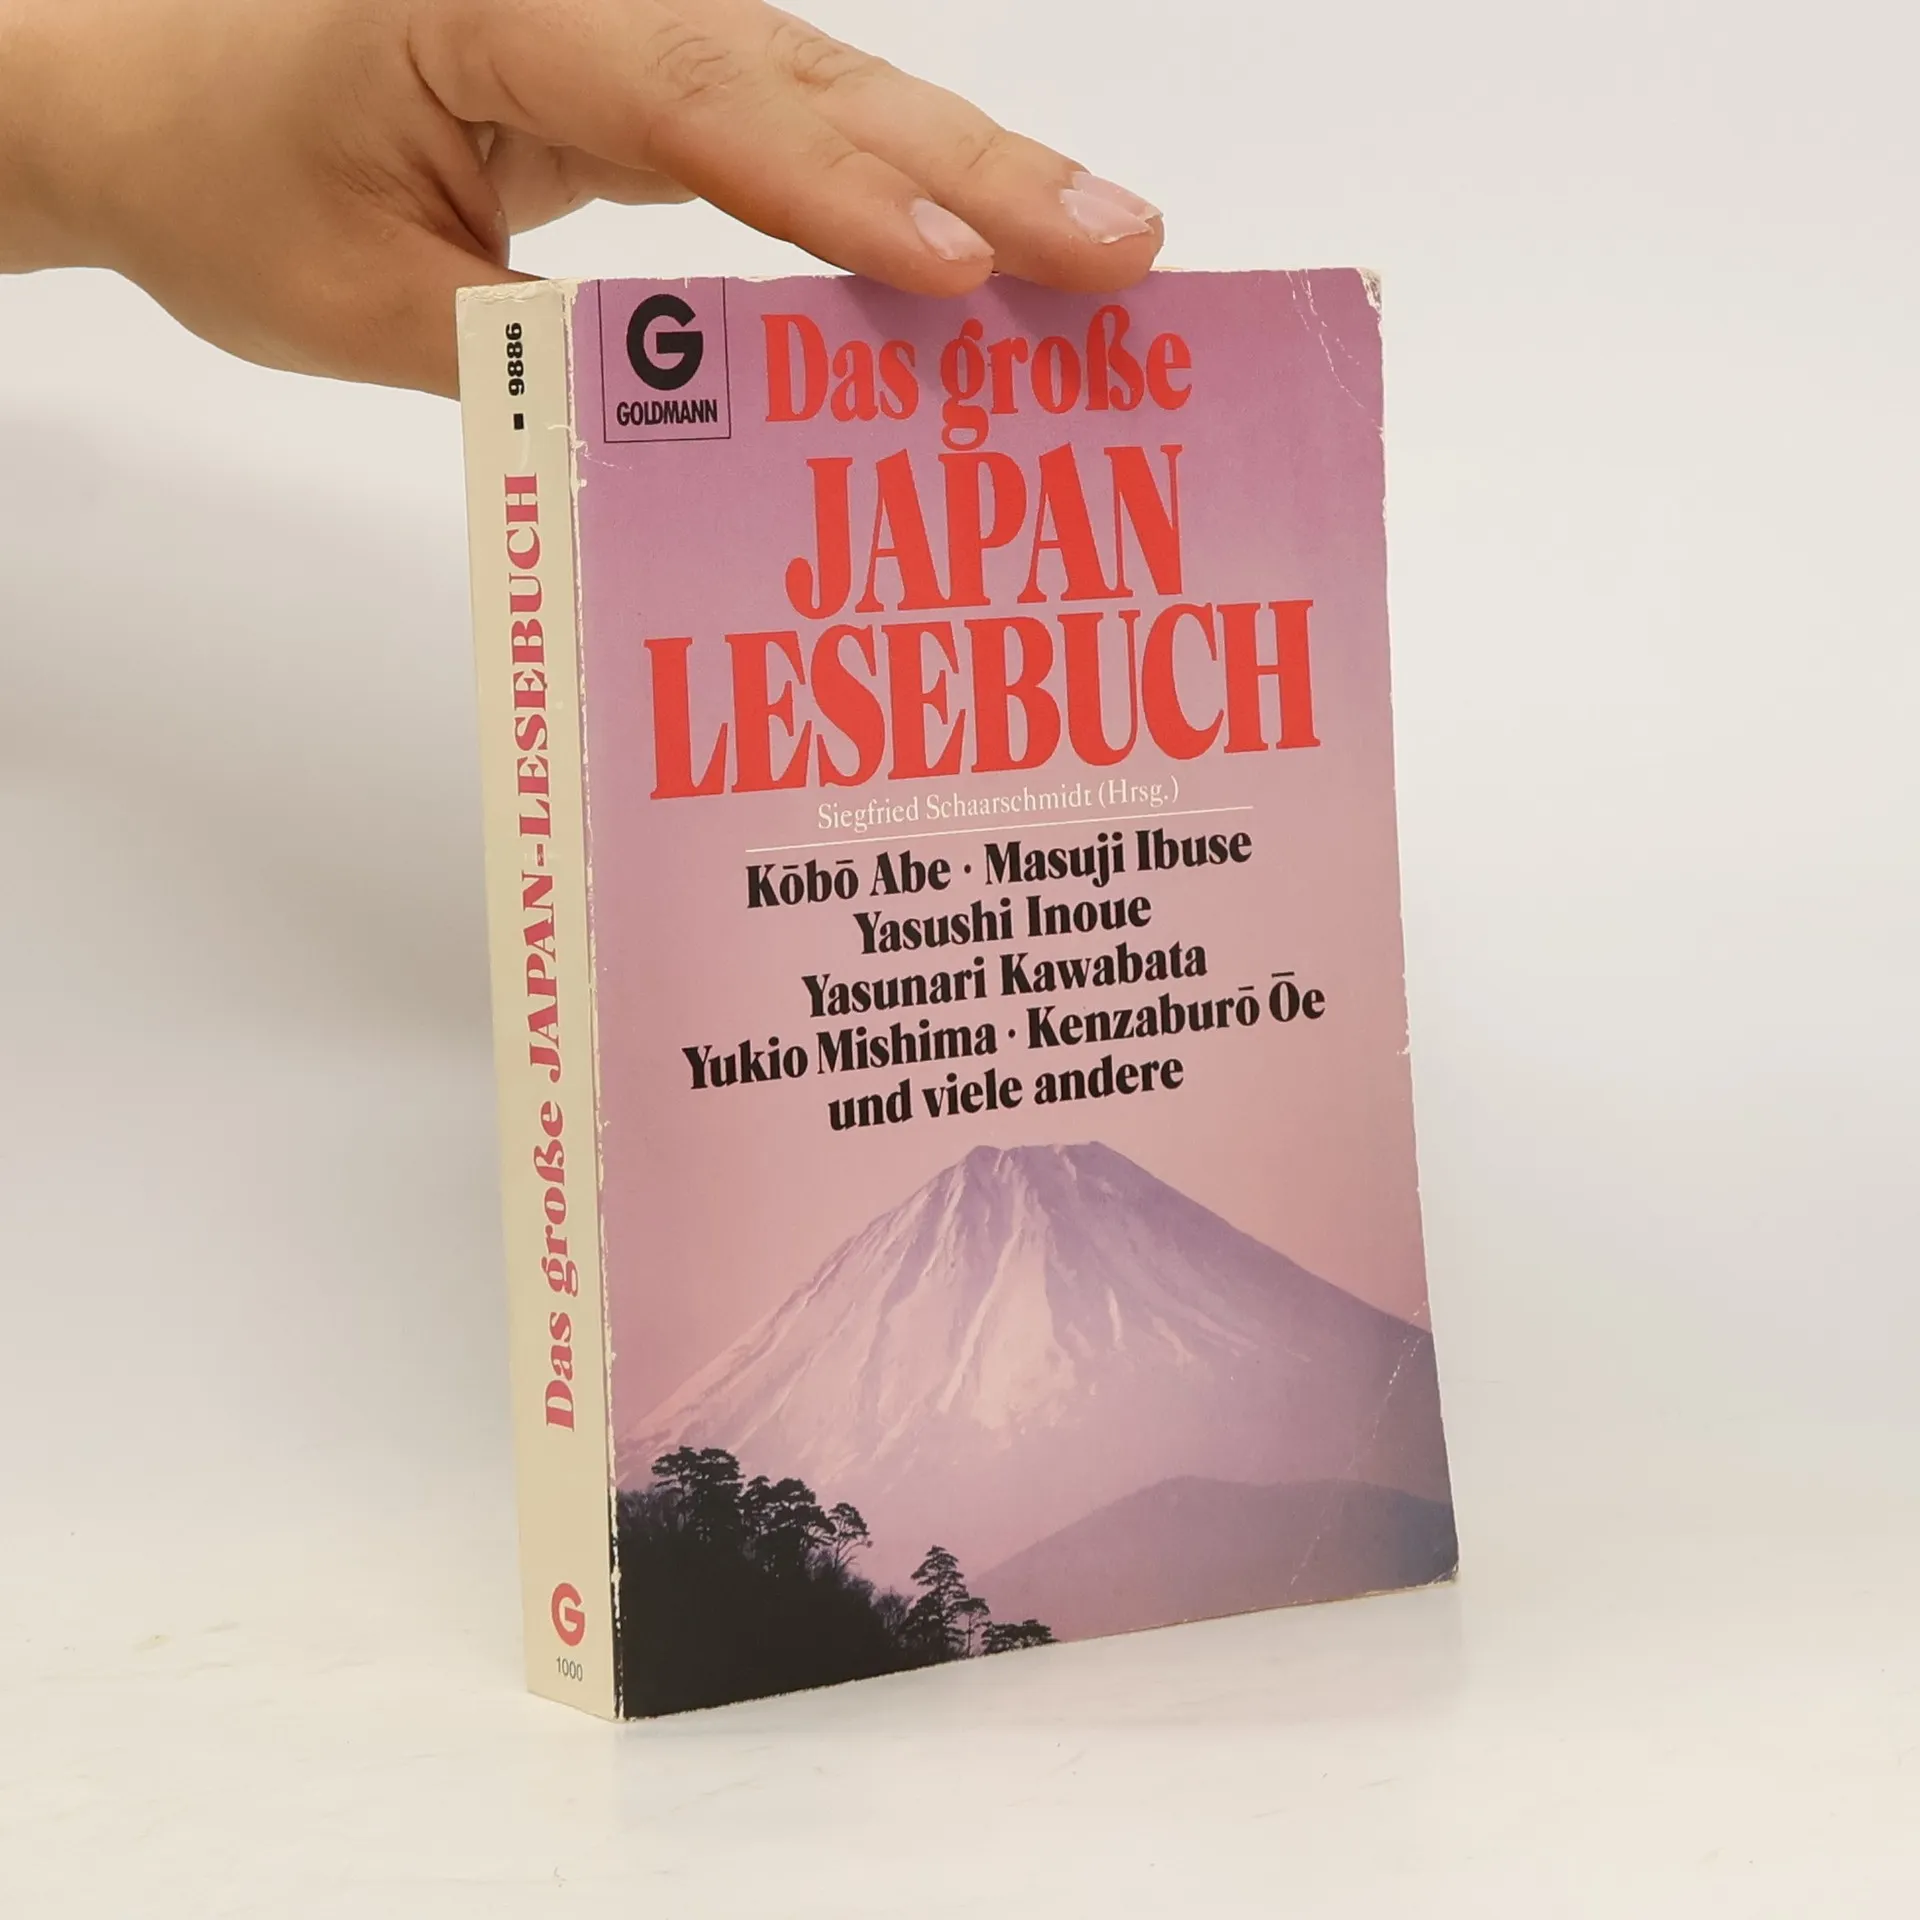 G
GOLDMANN
Das große
JAPAN
LESEBUCH
Siegfried Schaarschmidt (Hrsg.)
Kōbō Abe · Masuji Ibuse
Yasushi Inoue
Yasunari Kawabata
Yukio Mishima · Kenzaburō Ōe
und viele andere
Das große JAPAN-LESEBUCH ▪ 9886
G
1000